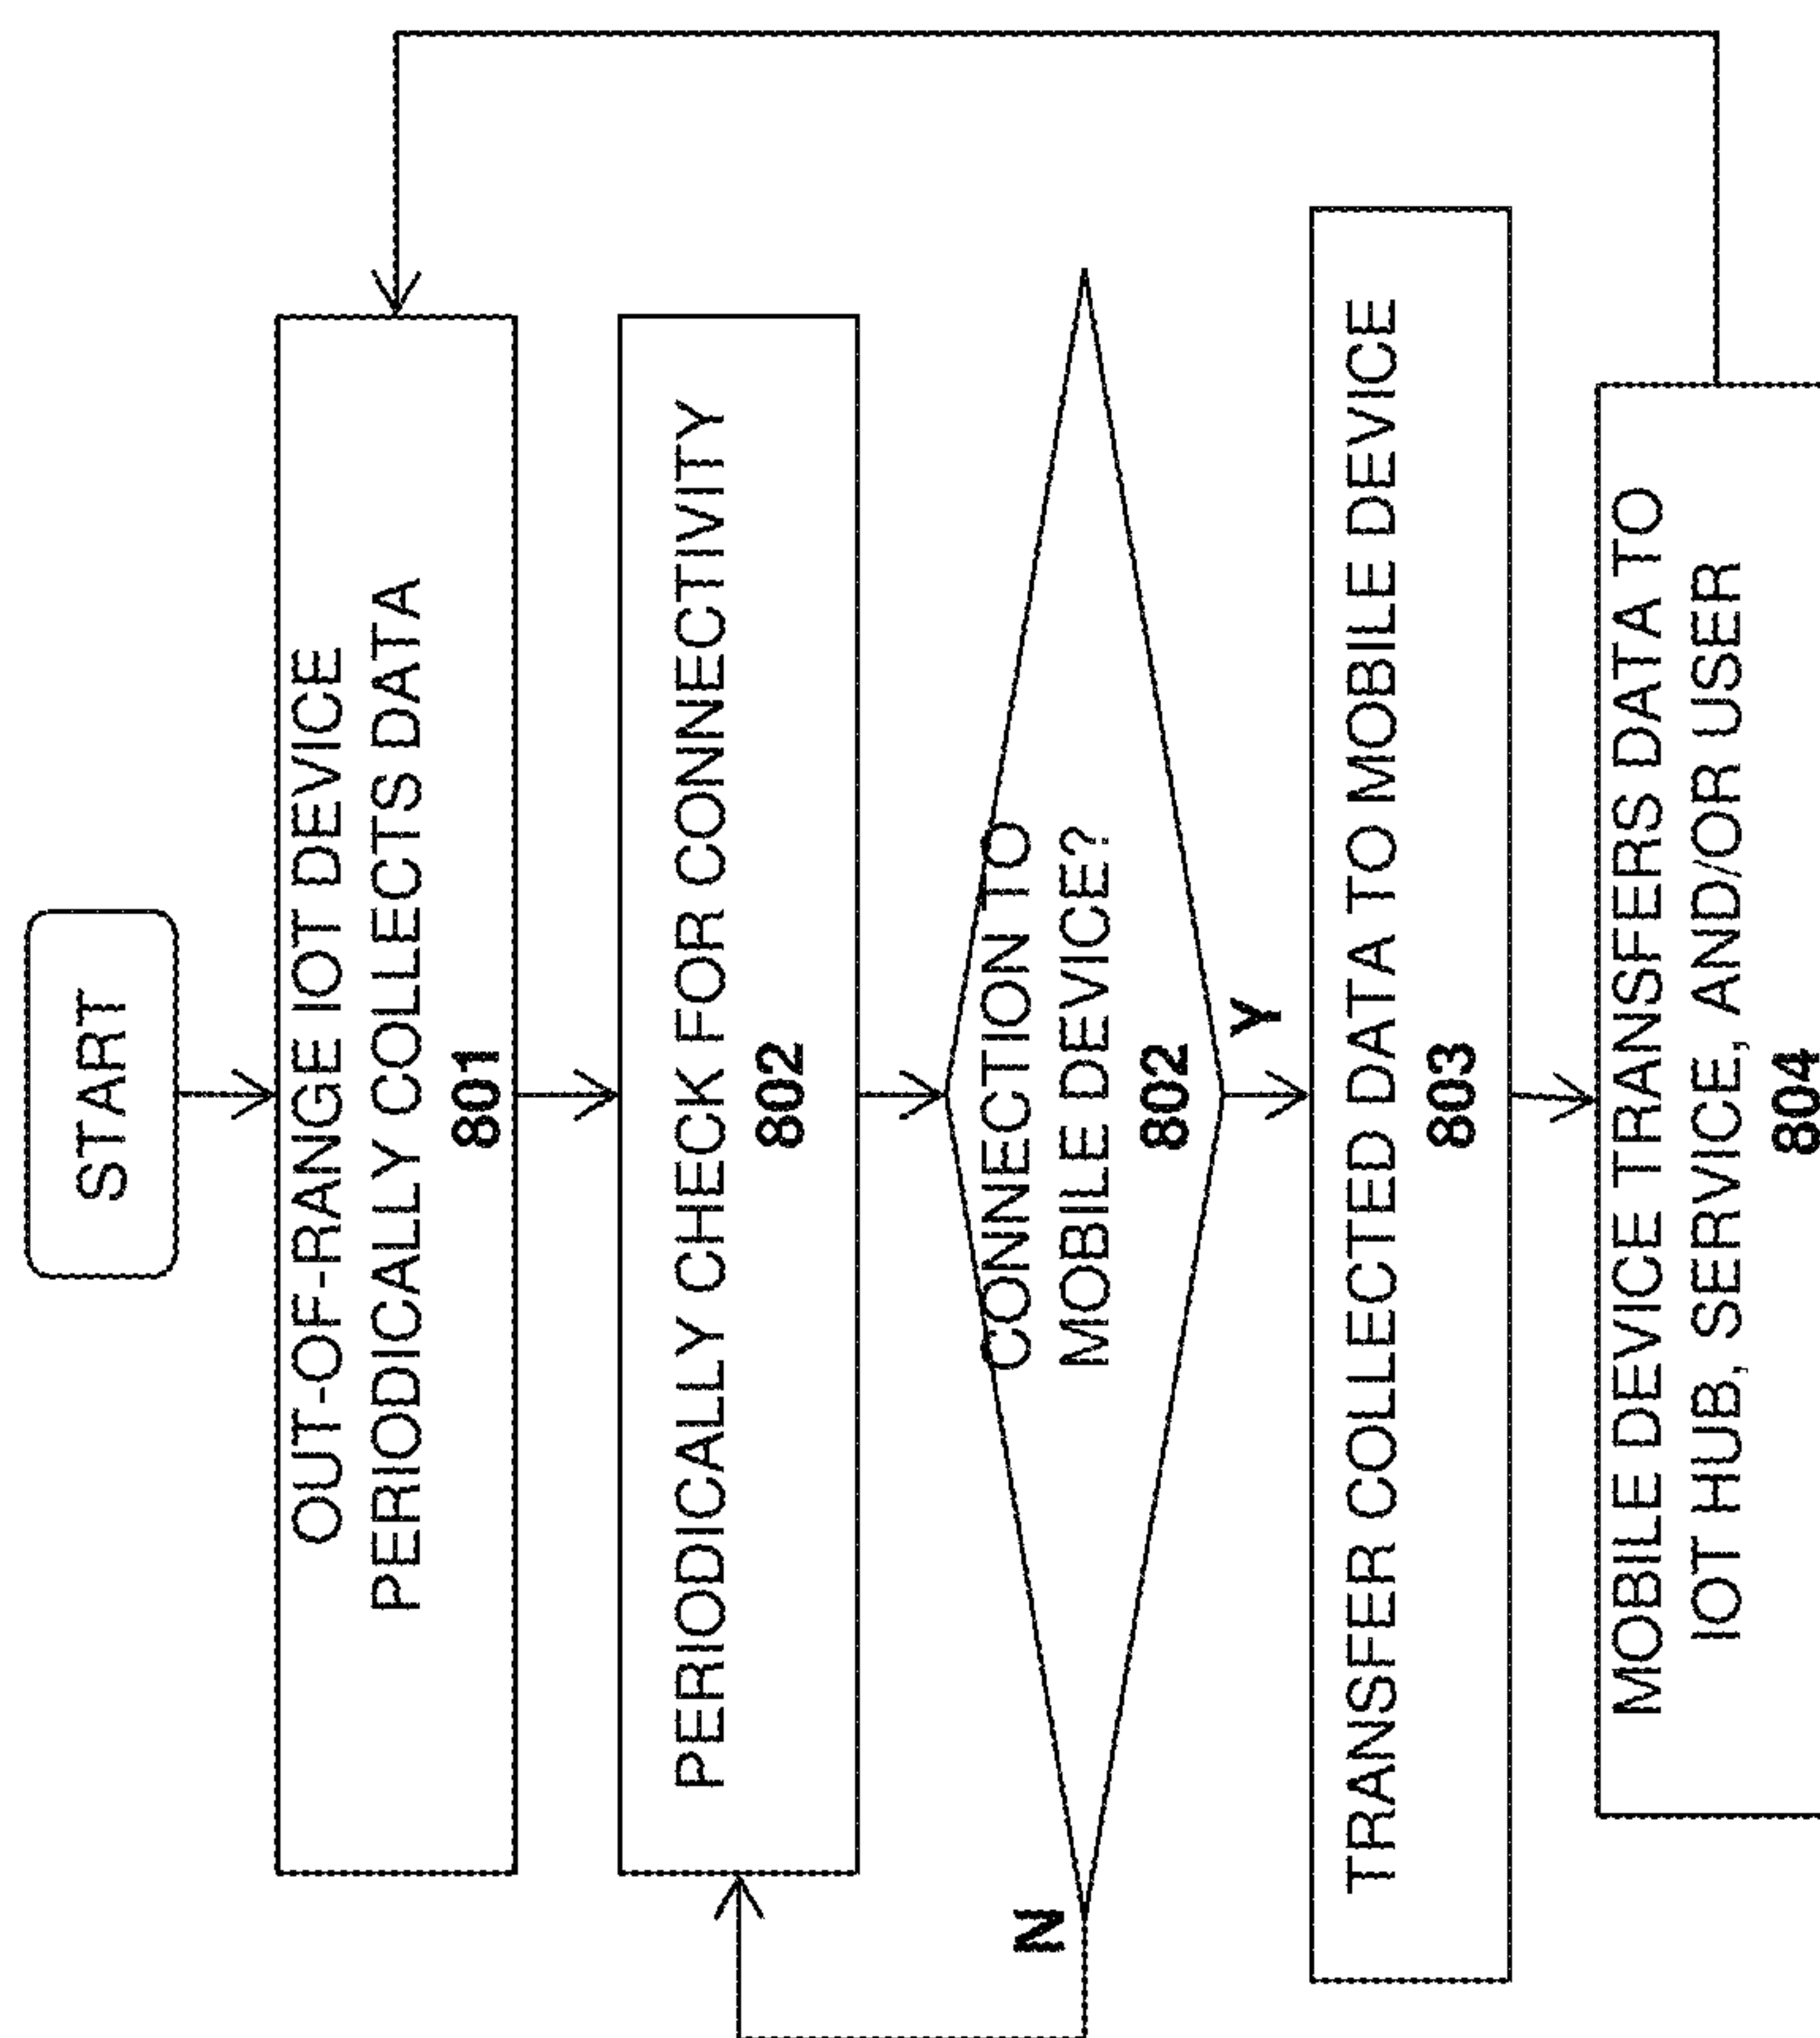 START
OUT-OF-RANGE IOT DEVICE
PERIODICALLY COLLECTS DATA
801
PERIODICALLY CHECK FOR CONNECTIVITY
802
CONNECTION TO
MOBILE DEVICE?
802
N
Y
TRANSFER COLLECTED DATA TO MOBILE DEVICE
803
MOBILE DEVICE TRANSFERS DATA TO
IOT HUB, SERVICE, AND/OR USER
804